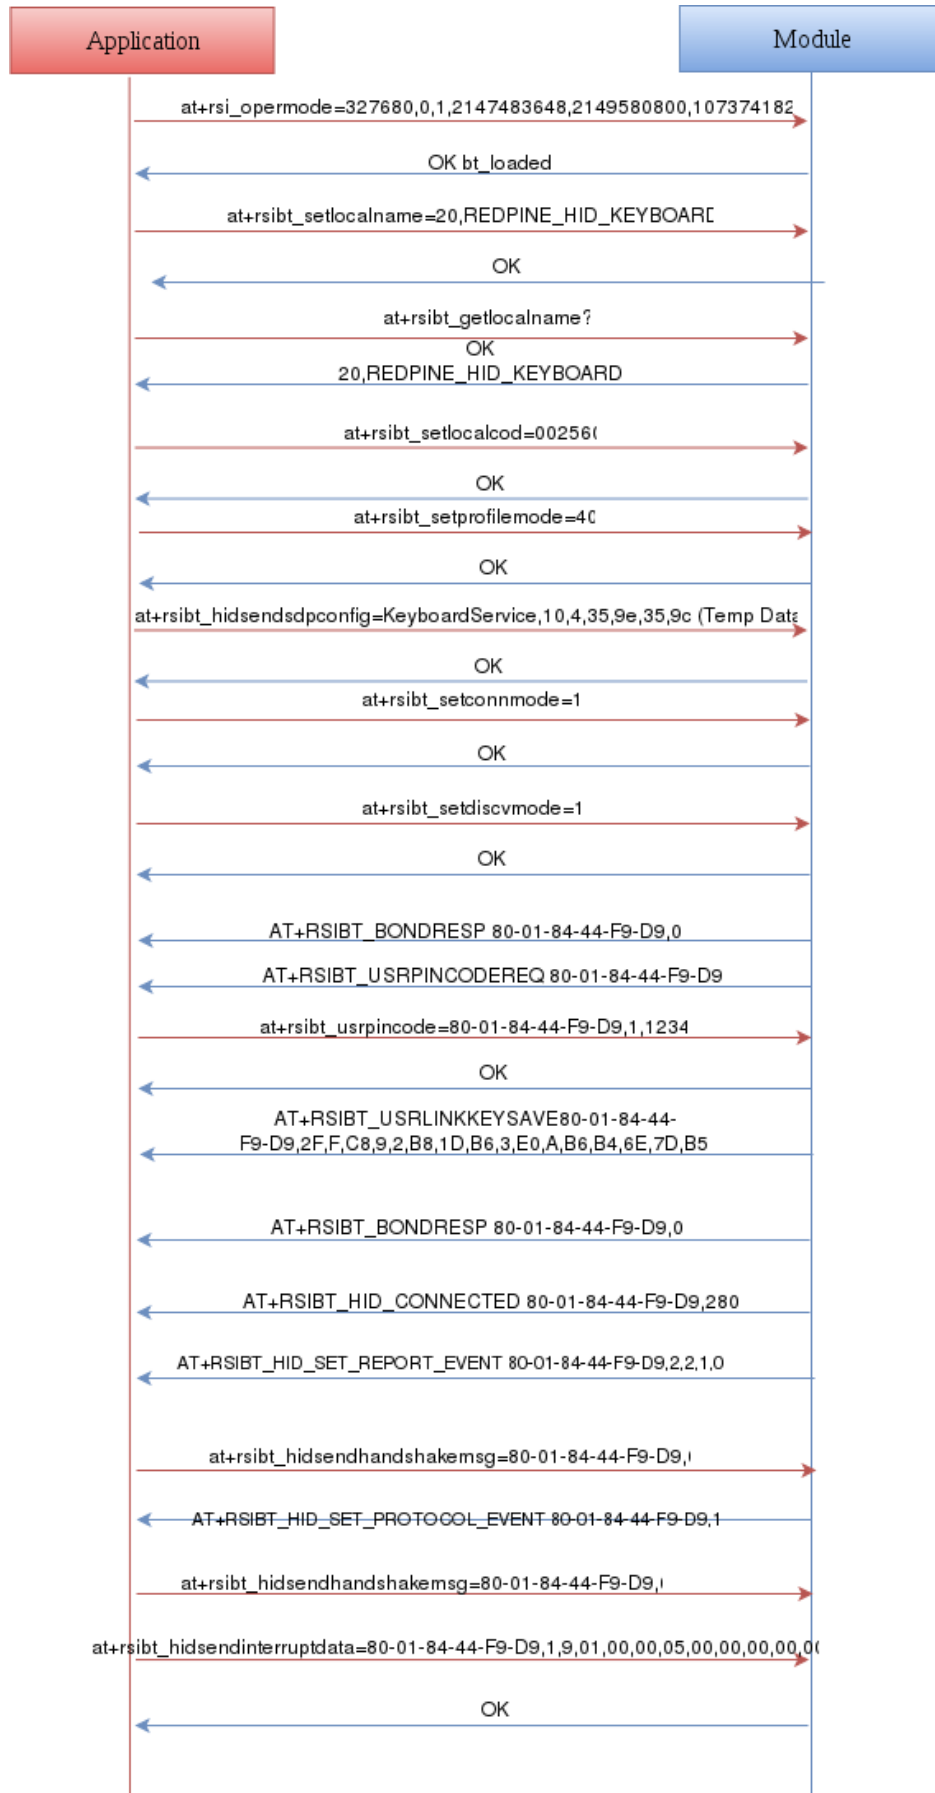 Application
Module
at+rsi_opermode=327680,0,1,2147483648,2149580800,107374182
OK bt_loaded
at+rsibt_setlocalname=20,REDPINE_HID_KEYBOARD
OK
at+rsibt_getlocalname?
OK
20,REDPINE_HID_KEYBOARD
at+rsibt_setlocalcod=002560
OK
at+rsibt_setprofilemode=40
OK
at+rsibt_hidsendsdpconfig=KeyboardService,10,4,35,9e,35,9c (Temp Data
OK
at+rsibt_setconnmode=1
OK
at+rsibt_setdiscvmode=1
OK
AT+RSIBT_BONDRESP 80-01-84-44-F9-D9,0
AT+RSIBT_USRPINCODEREQ 80-01-84-44-F9-D9
at+rsibt_usrpincode=80-01-84-44-F9-D9,1,1234
OK
AT+RSIBT_USRLINKKEYSAVE80-01-84-44-
F9-D9,2F,F,C8,9,2,B8,1D,B6,3,E0,A,B6,B4,6E,7D,B5
AT+RSIBT_BONDRESP 80-01-84-44-F9-D9,0
AT+RSIBT_HID_CONNECTED 80-01-84-44-F9-D9,280
AT+RSIBT_HID_SET_REPORT_EVENT 80-01-84-44-F9-D9,2,2,1,0
at+rsibt_hidsendhandshakemsg=80-01-84-44-F9-D9,
AT+RSIBT_HID_SET_PROTOCOL_EVENT 80-01-84-44-F9-D9,1
at+rsibt_hidsendhandshakemsg=80-01-84-44-F9-D9,
at+rsibt_hidsendinterruptdata=80-01-84-44-F9-D9,1,9,01,00,00,05,00,00,00,00,00
OK